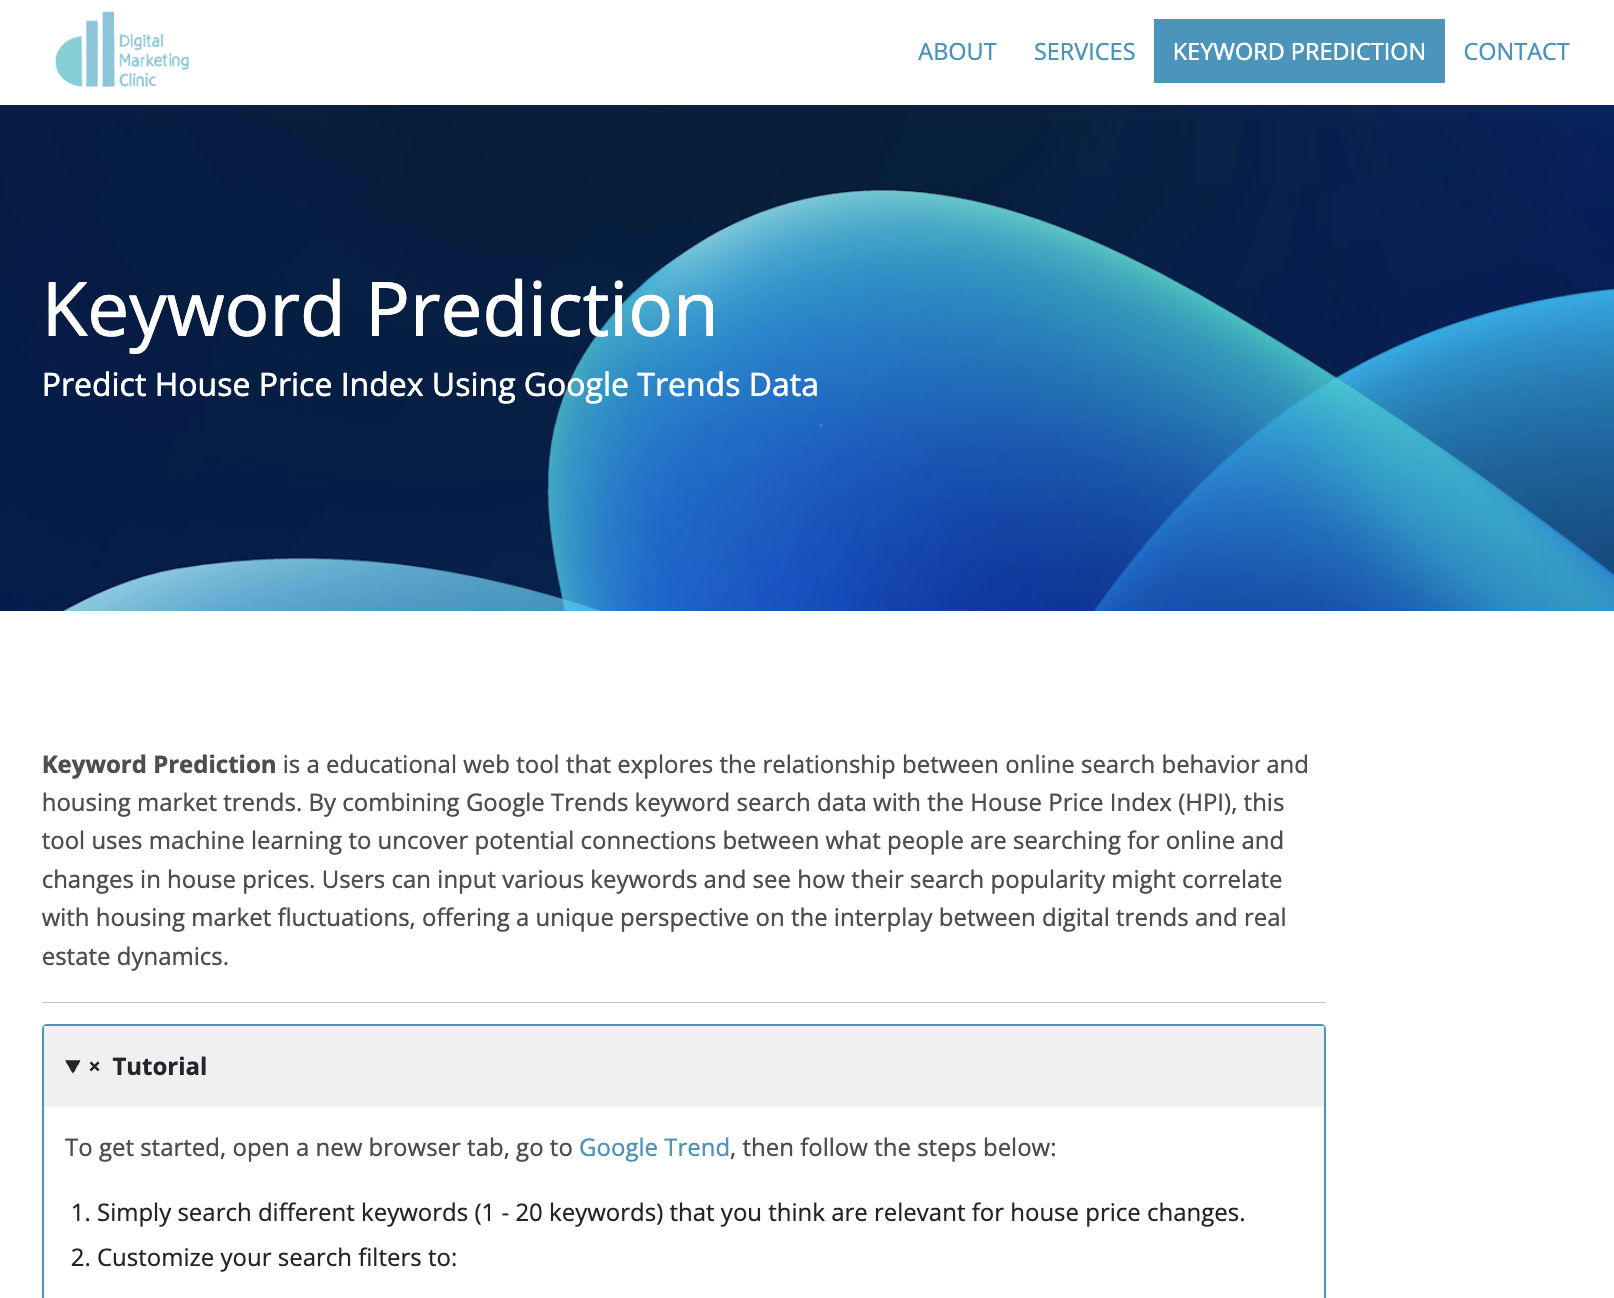 Digital
Marketing
Clinic
ABOUT SERVICES KEYWORD PREDICTION CONTACT
Keyword Prediction
Predict House Price Index Using Google Trends Data
Keyword Prediction is a educational web tool that explores the relationship between online search behavior and
housing market trends. By combining Google Trends keyword search data with the House Price Index (HPI), this
tool uses machine learning to uncover potential connections between what people are searching for online and
changes in house prices. Users can input various keywords and see how their search popularity might correlate
with housing market fluctuations, offering a unique perspective on the interplay between digital trends and real
estate dynamics.
▼ × Tutorial
To get started, open a new browser tab, go to Google Trend, then follow the steps below:
1. Simply search different keywords (1 - 20 keywords) that you think are relevant for house price changes.
2. Customize your search filters to: